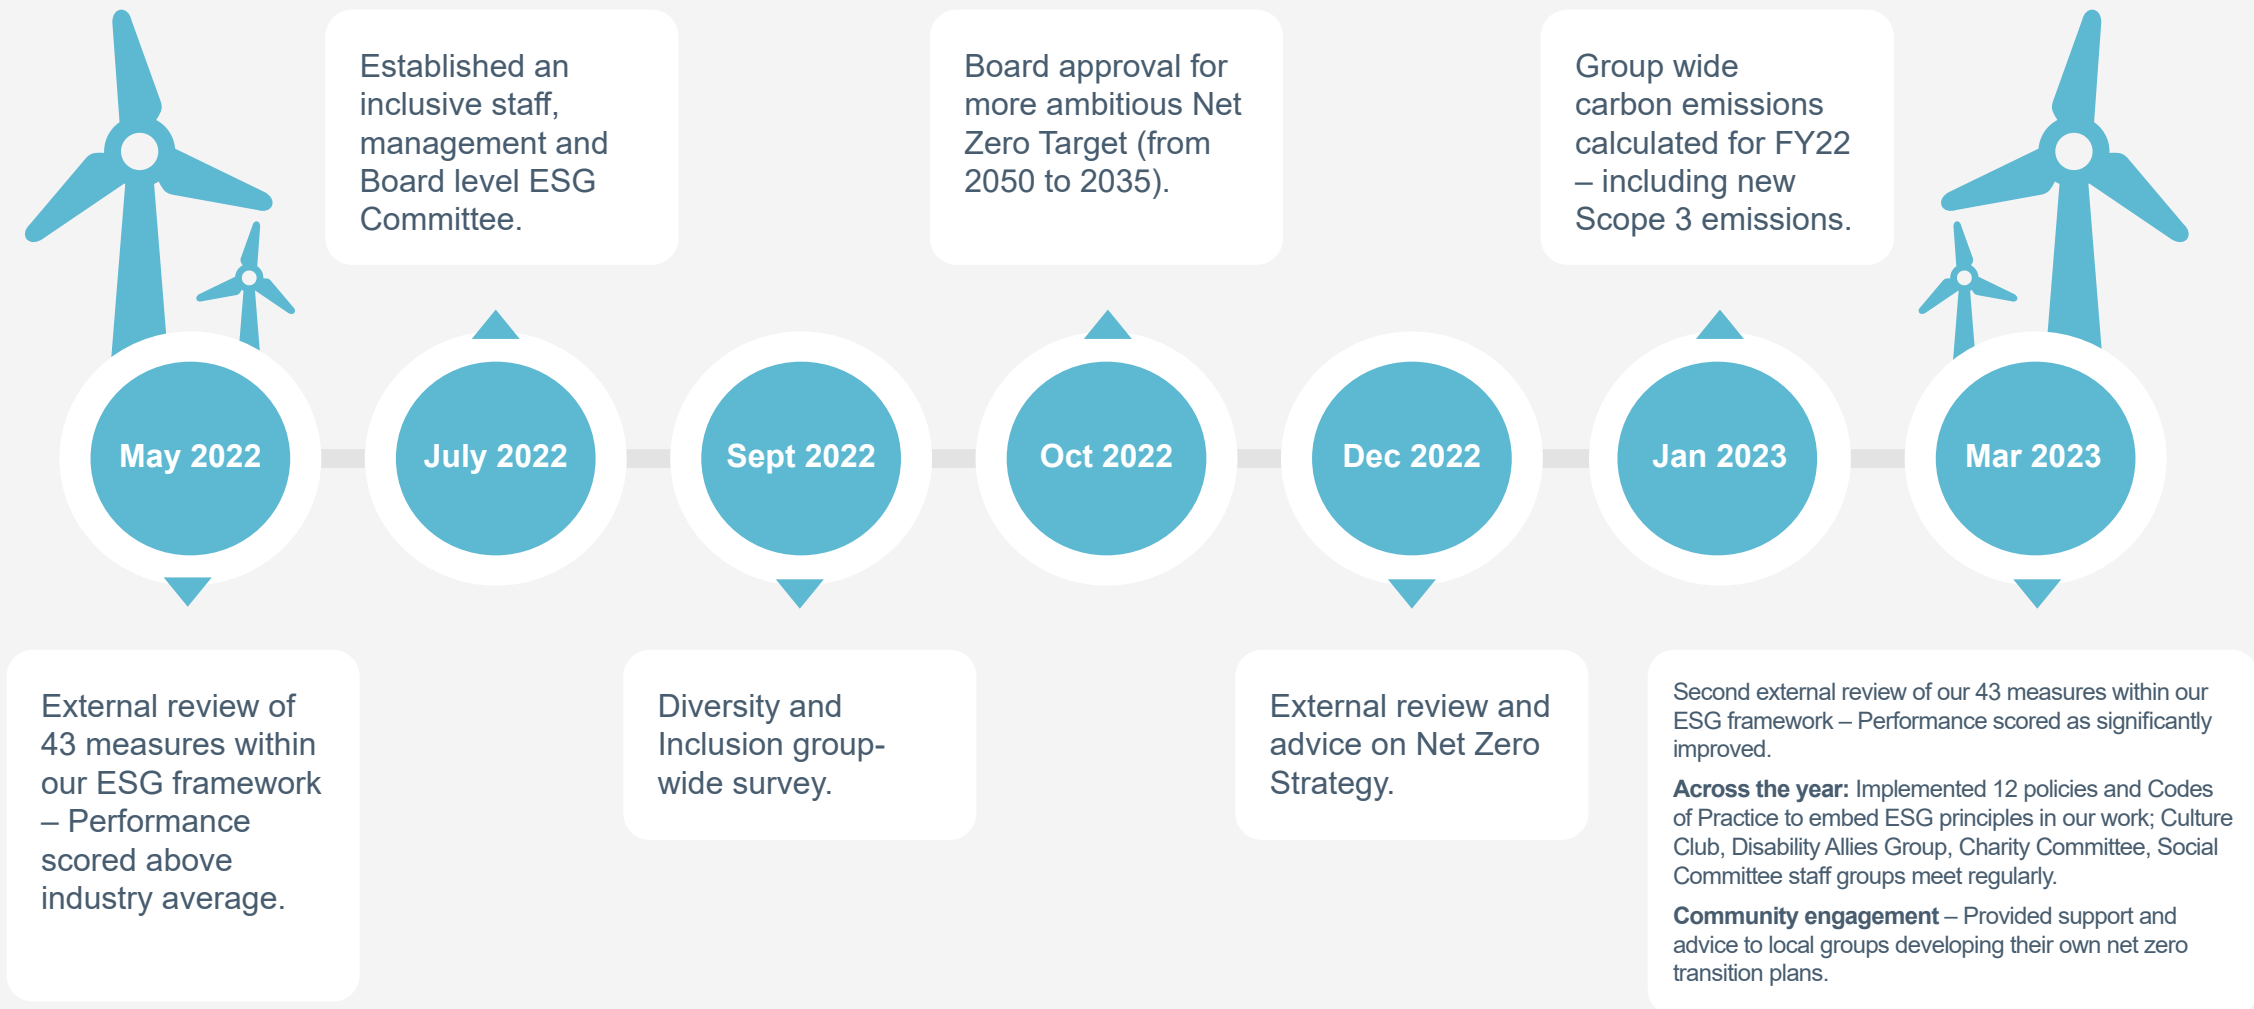 Established an
inclusive staff,
management and
Board level ESG
Committee.
Board approval for
more ambitious Net
Zero Target (from
2050 to 2035).
Group wide
carbon emissions
calculated for FY22
– including new
Scope 3 emissions.
May 2022
July 2022
Sept 2022
Oct 2022
Dec 2022
Jan 2023
Mar 2023
External review of
43 measures within
our ESG framework
– Performance
scored above
industry average.
Diversity and
Inclusion group-
wide survey.
External review and
advice on Net Zero
Strategy.
Second external review of our 43 measures within our
ESG framework – Performance scored as significantly
improved.
Across the year: Implemented 12 policies and Codes
of Practice to embed ESG principles in our work; Culture
Club, Disability Allies Group, Charity Committee, Social
Committee staff groups meet regularly.
Community engagement – Provided support and
advice to local groups developing their own net zero
transition plans.